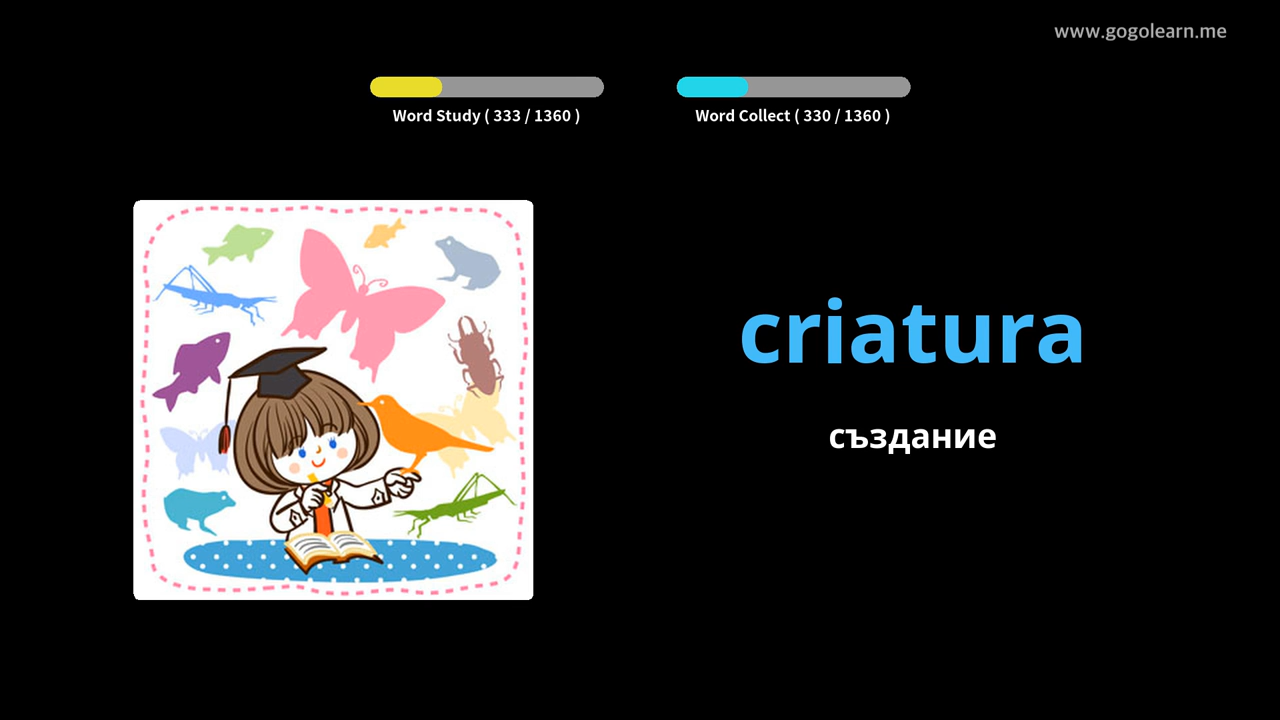 www.gogolearn.me
Word Study ( 333 / 1360 )
Word Collect ( 330 / 1360 )
criatura
създание